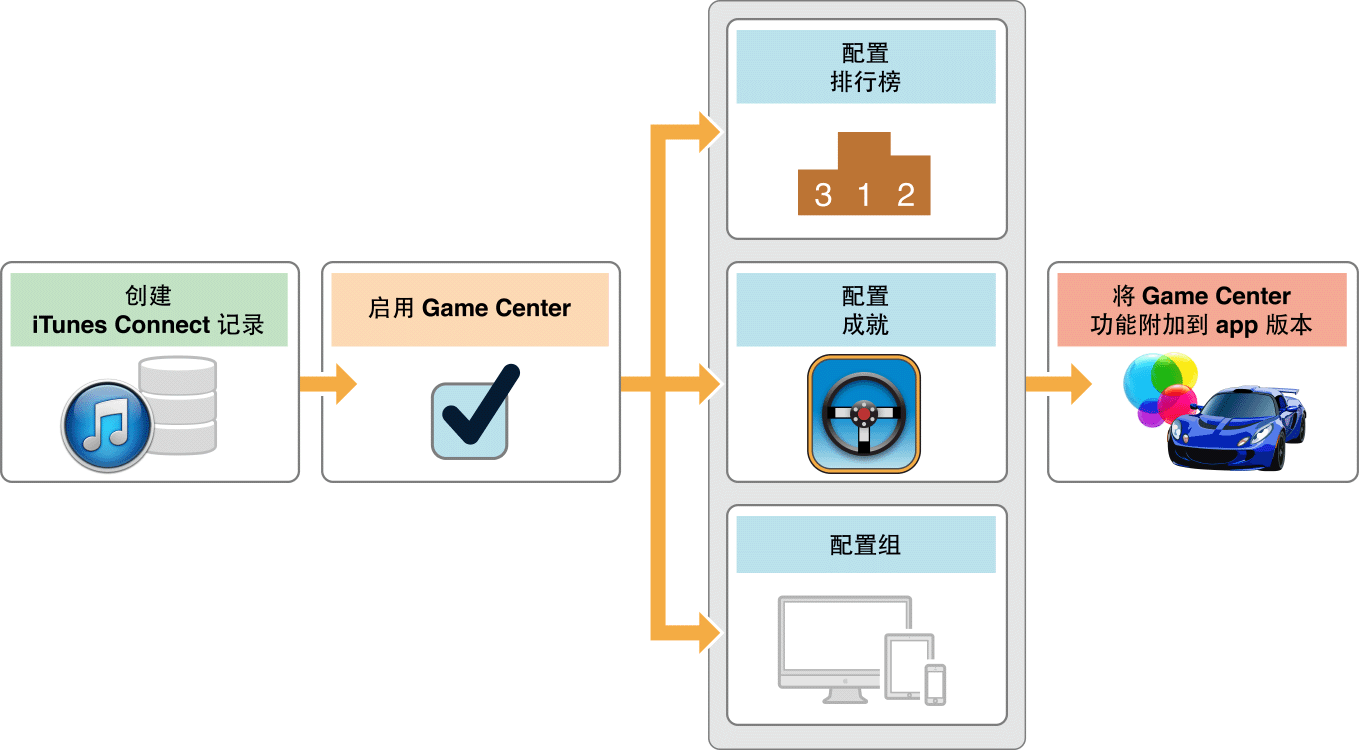 创建
iTunes Connect 记录
启用 Game Center
配置
排行榜
3 1 2
配置
成就
配置组
将 Game Center
功能附加到 app 版本